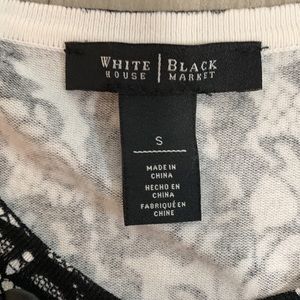 WHITE | BLACK
HOUSE | MARKET
S
MADE IN
CHINA
HECHO EN
CHINA
FABRIQUÉ EN
CHINE